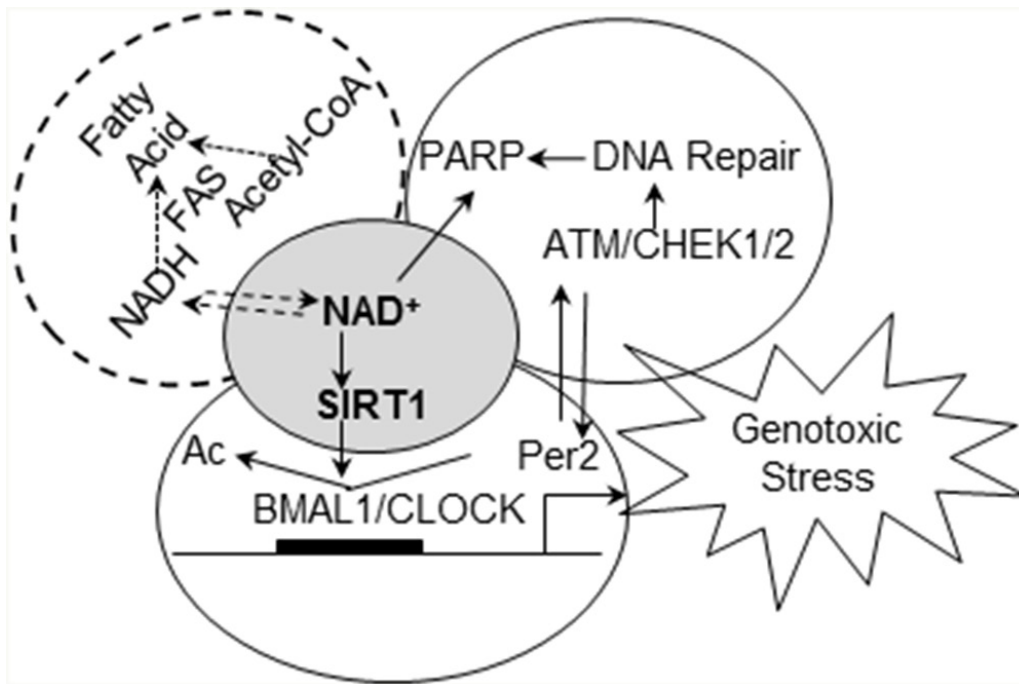 Fatty
Acid
FAS
Acetyl-CoA
NADH
PARP
DNA Repair
ATM/CHEK1/2
NAD⁺
SIRT1
Ac
Per2
BMAL1/CLOCK
Genotoxic
Stress